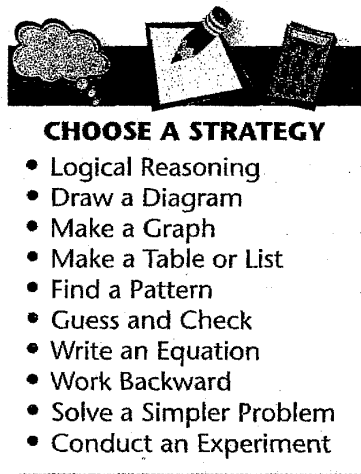 CHOOSE A STRATEGY
• Logical Reasoning
• Draw a Diagram
• Make a Graph
• Make a Table or List
• Find a Pattern
• Guess and Check
• Write an Equation
• Work Backward
• Solve a Simpler Problem
• Conduct an Experiment